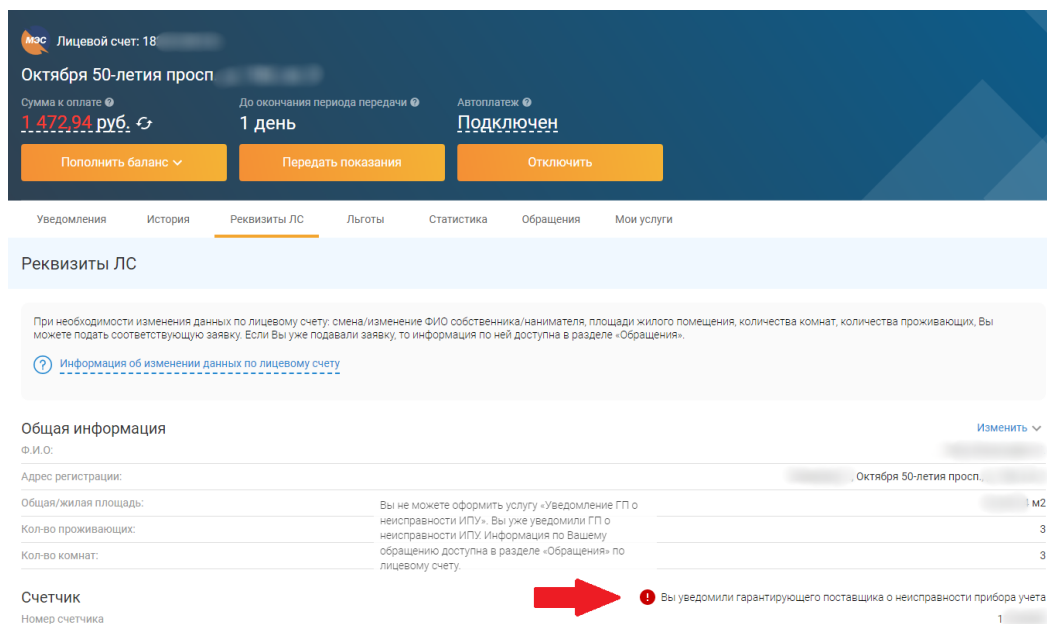 мэс Лицевой счет: 18
Октября 50-летия просп.
Сумма к оплате До окончания периода передачи Автоплатеж
1 472,94 руб. 1 день Подключен
Пополнить баланс Передать показания Отключить
Уведомления История Реквизиты ЛС Льготы Статистика Обращения Мои услуги
Реквизиты ЛС
При необходимости изменения данных по лицевому счету: смена/изменение ФИО собственника/нанимателя, площади жилого помещения, количества комнат, количества проживающих, Вы
можете подать соответствующую заявку. Если Вы уже подавали заявку, то информация по ней доступна в разделе «Обращения».
? Информация об изменении данных по лицевому счету
Общая информация Изменить
Ф.И.О:
Адрес регистрации: , Октября 50-летия просп.,
Общая/жилая площадь: м2
Вы не можете оформить услугу «Уведомление ГП о
неисправности ИПУ». Вы уже уведомили ГП о
неисправности ИПУ. Информация по Вашему
обращению доступна в разделе «Обращения» по
лицевому счету.
Кол-во проживающих: 3
Кол-во комнат: 3
Счетчик ! Вы уведомили гарантирующего поставщика о неисправности прибора учета
Номер счетчика 1